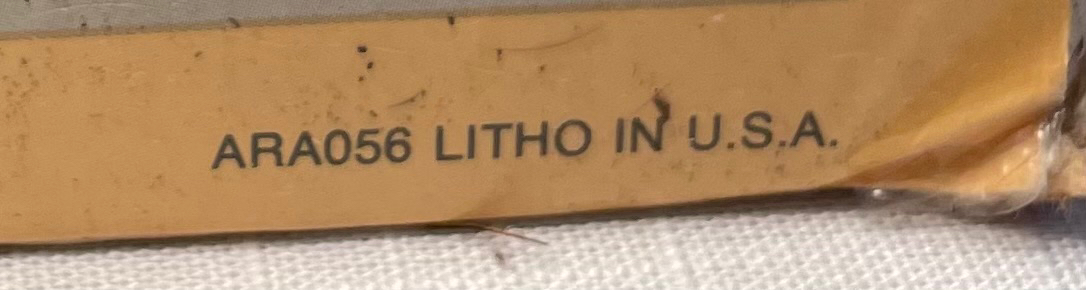 ARA056 LITHO IN U.S.A.